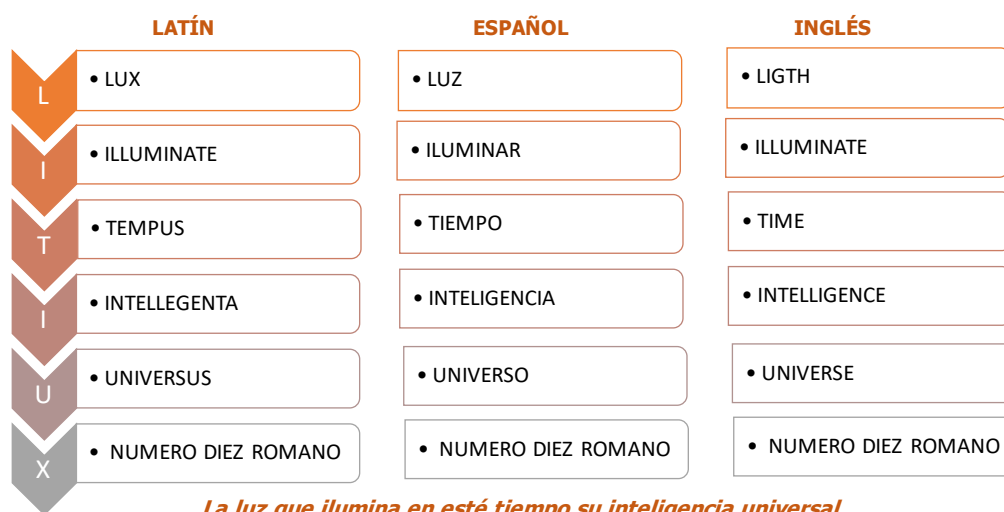 LATÍN ESPAÑOL INGLÉS
L • LUX • LUZ • LIGTH
I • ILLUMINATE • ILUMINAR • ILLUMINATE
T • TEMPUS • TIEMPO • TIME
I • INTELLEGENTA • INTELIGENCIA • INTELLIGENCE
U • UNIVERSUS • UNIVERSO • UNIVERSE
X • NUMERO DIEZ ROMANO • NUMERO DIEZ ROMANO • NUMERO DIEZ ROMANO
La luz que ilumina en esté tiempo su inteligencia universal